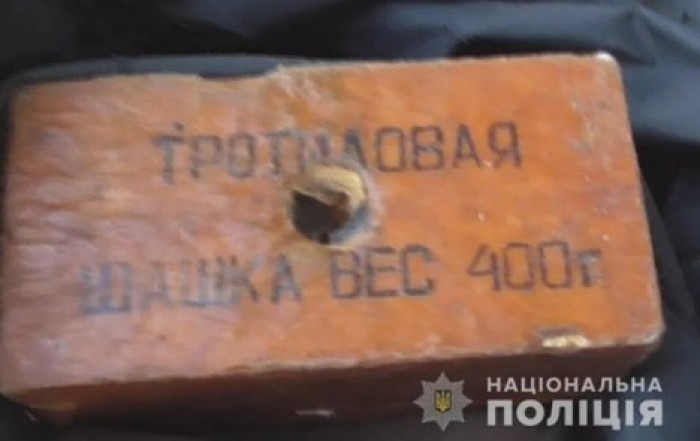 ТРОТИЛОВАЯ
ШАШКА ВЕС 400г
НАЦІОНАЛЬНА
ПОЛІЦІЯ